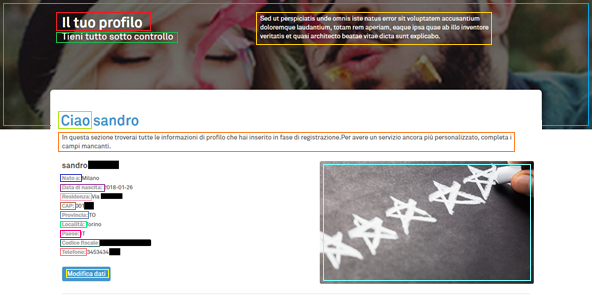 Il tuo profilo
Tieni tutto sotto controllo
Sed ut perspiciatis unde omnis iste natus error sit voluptatem accusantium
doloremque laudantium, totam rem aperiam, eaque ipsa quae ab illo inventore
veritatis et quasi architecto beatae vitae dicta sunt explicabo.
Ciao sandro
In questa sezione troverai tutte le informazioni di profilo che hai inserito in fase di registrazione.Per avere un servizio ancora più personalizzato, completa i
campi mancanti.
sandro
Nato a: Milano
Data di nascita: 2018-01-26
Residenza: Via
CAP: 001
Provincia: TO
Località: Torino
Paese: IT
Codice fiscale:
Telefono: 3453434
Modifica dati